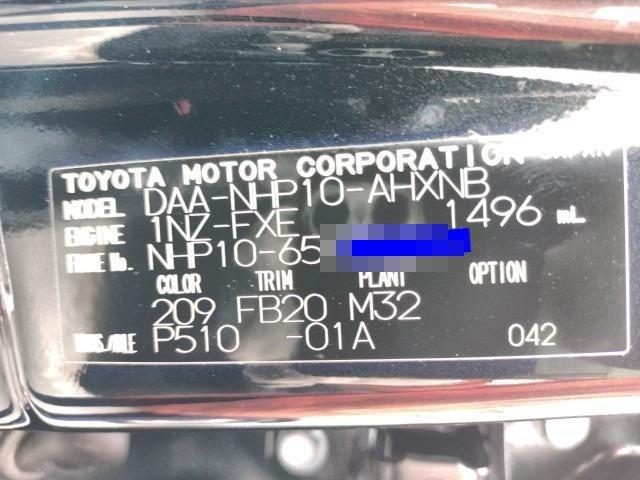 TOYOTA MOTOR CORPORATION JAPAN
MODEL DAA-NHP10-AHXNB
ENGINE 1NZ-FXE 1496 mL
FRAME No. NHP10-65
COLOR TRIM PLANT OPTION
209 FB20 M32
TRANS/AXLE P510 -01A 042